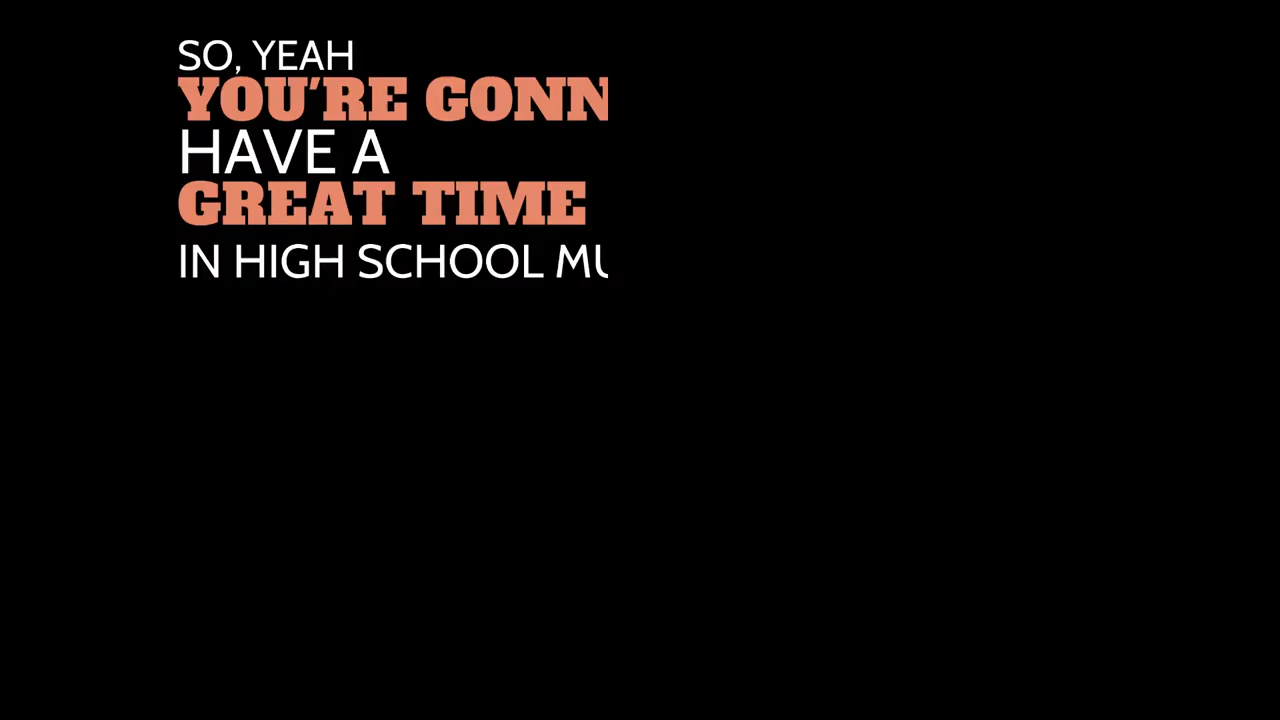 SO, YEAH
YOU'RE GONN
HAVE A
GREAT TIME
IN HIGH SCHOOL MU